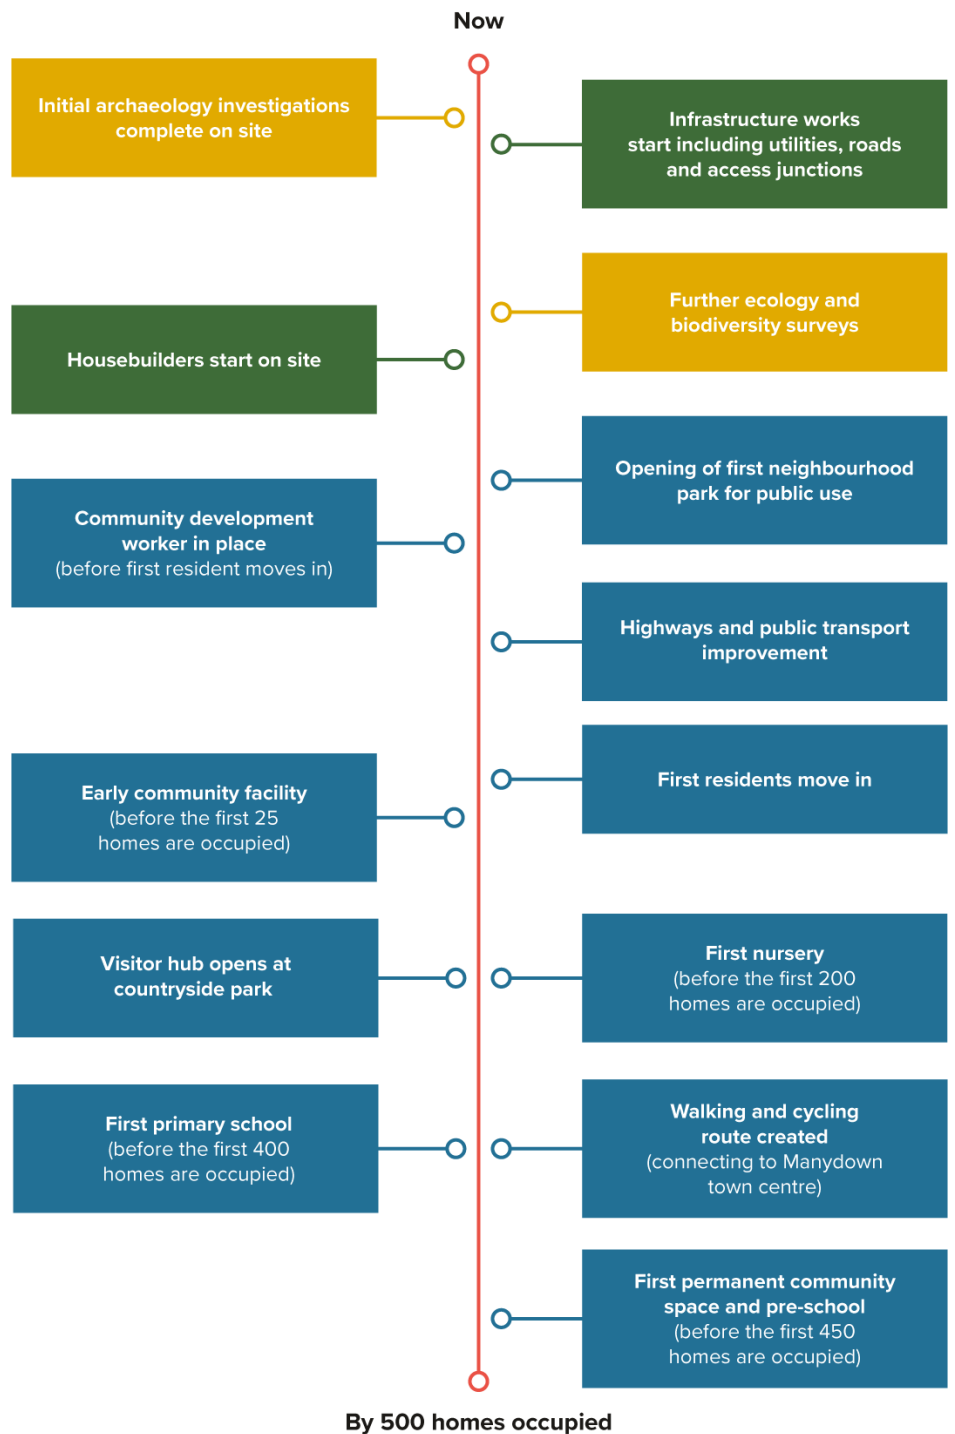 Now
Initial archaeology investigations
complete on site
Infrastructure works
start including utilities, roads
and access junctions
Further ecology and
biodiversity surveys
Housebuilders start on site
Opening of first neighbourhood
park for public use
Community development
worker in place
(before first resident moves in)
Highways and public transport
improvement
First residents move in
Early community facility
(before the first 25
homes are occupied)
Visitor hub opens at
countryside park
First nursery
(before the first 200
homes are occupied)
First primary school
(before the first 400
homes are occupied)
Walking and cycling
route created
(connecting to Manydown
town centre)
First permanent community
space and pre-school
(before the first 450
homes are occupied)
By 500 homes occupied